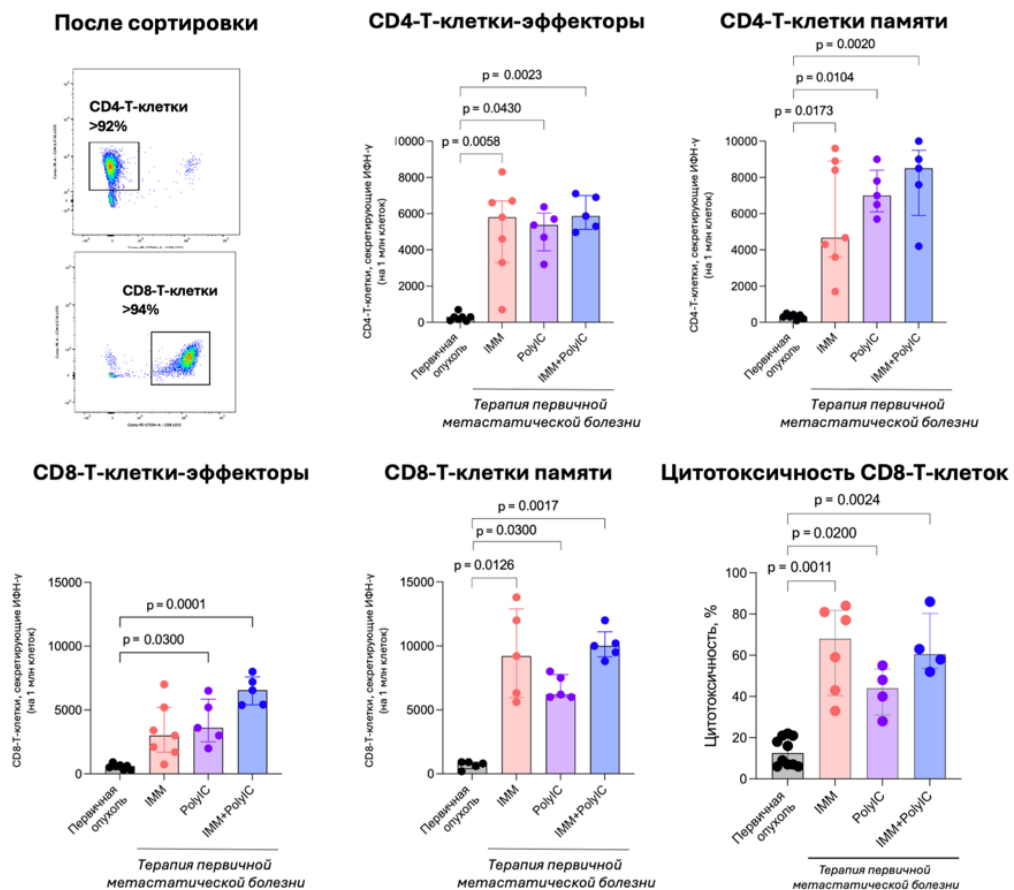 После сортировки
CD4-Т-клетки
>92%
CD8-Т-клетки
>94%
CD4-Т-клетки-эффекторы
p = 0.0023
p = 0.0430
p = 0.0058
CD4-Т-клетки, секретирующие ИФН-γ
(на 1 млн клеток)
10000
8000
6000
4000
2000
0
Первичная
опухоль
IMM
PolyIC
IMM+PolyIC
Терапия первичной
метастатической болезни
CD4-Т-клетки памяти
p = 0.0020
p = 0.0104
p = 0.0173
CD4-Т-клетки, секретирующие ИФН-γ
(на 1 млн клеток)
10000
8000
6000
4000
2000
0
Первичная
опухоль
IMM
PolyIC
IMM+PolyIC
Терапия первичной
метастатической болезни
CD8-Т-клетки-эффекторы
p = 0.0001
p = 0.0300
CD8-Т-клетки, секретирующие ИФН-γ
(на 1 млн клеток)
15000
10000
5000
0
Первичная
опухоль
IMM
PolyIC
IMM+PolyIC
Терапия первичной
метастатической болезни
CD8-Т-клетки памяти
p = 0.0017
p = 0.0300
p = 0.0126
CD8-Т-клетки, секретирующие ИФН-γ
(на 1 млн клеток)
15000
10000
5000
0
Первичная
опухоль
IMM
PolyIC
IMM+PolyIC
Терапия первичной
метастатической болезни
Цитотоксичность CD8-Т-клеток
p = 0.0024
p = 0.0200
p = 0.0011
Цитотоксичность, %
100
80
60
40
20
0
Первичная
опухоль
IMM
PolyIC
IMM+PolyIC
Терапия первичной
метастатической болезни